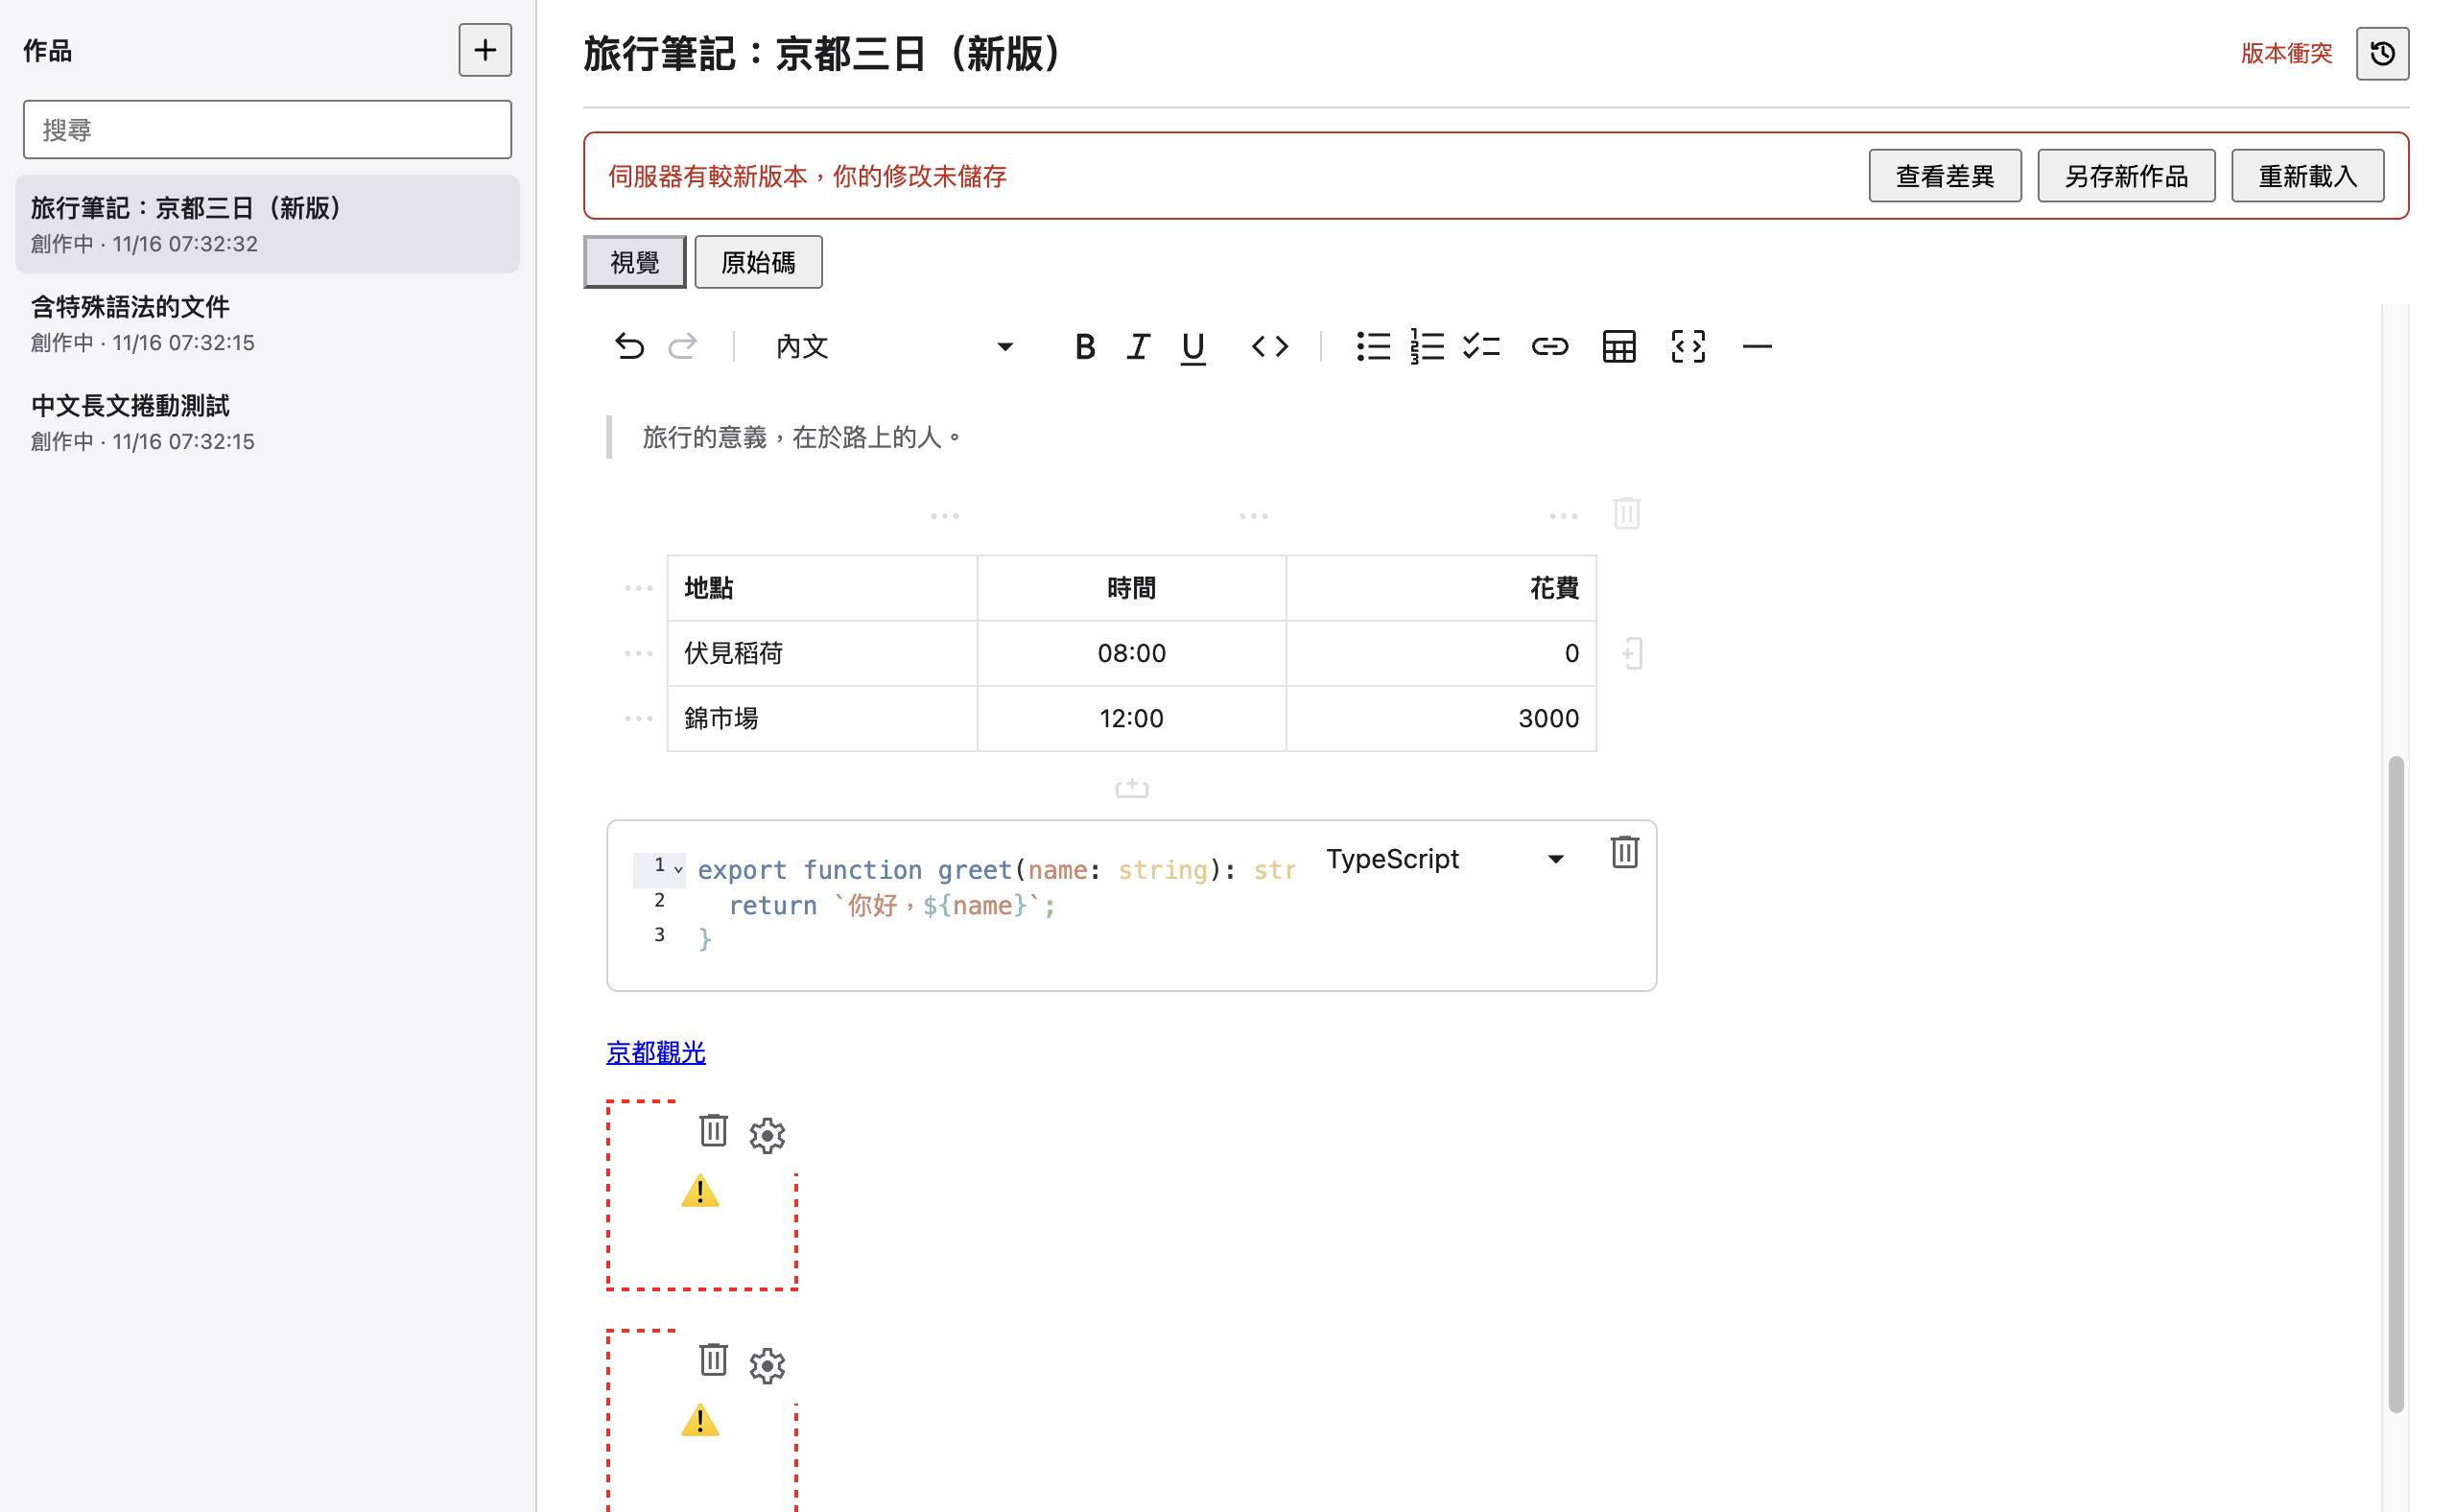 作品
搜尋
旅行筆記：京都三日（新版）
創作中 · 11/16 07:32:32
含特殊語法的文件
創作中 · 11/16 07:32:15
中文長文捲動測試
創作中 · 11/16 07:32:15
旅行筆記：京都三日（新版）
版本衝突
伺服器有較新版本，你的修改未儲存
查看差異
另存新作品
重新載入
視覺
原始碼
內文
旅行的意義，在於路上的人。
地點 時間 花費
伏見稻荷 08:00 0
錦市場 12:00 3000
TypeScript
1 export function greet(name: string): str
2 return `你好，${name}`;
3 }
京都觀光